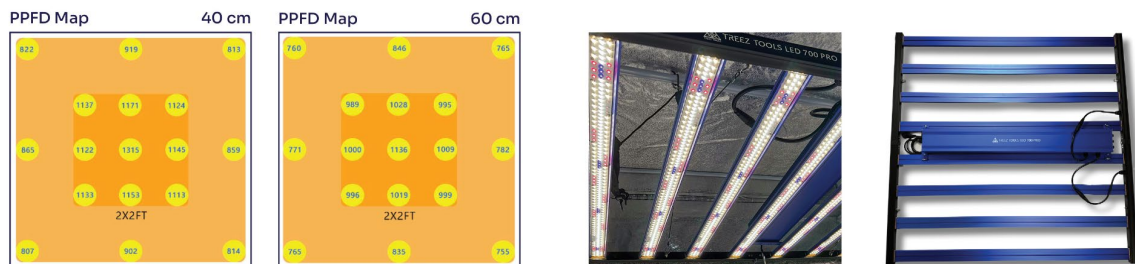 PPFD Map 40 cm
822 919 813
1137 1171 1124
865 1122 1315 1145 859
1133 1153 1113
2X2FT
807 902 814
PPFD Map 60 cm
760 846 765
989 1028 995
771 1000 1136 1009 782
996 1019 999
2X2FT
765 835 755
TREEZ TOOLS LED 700 PRO